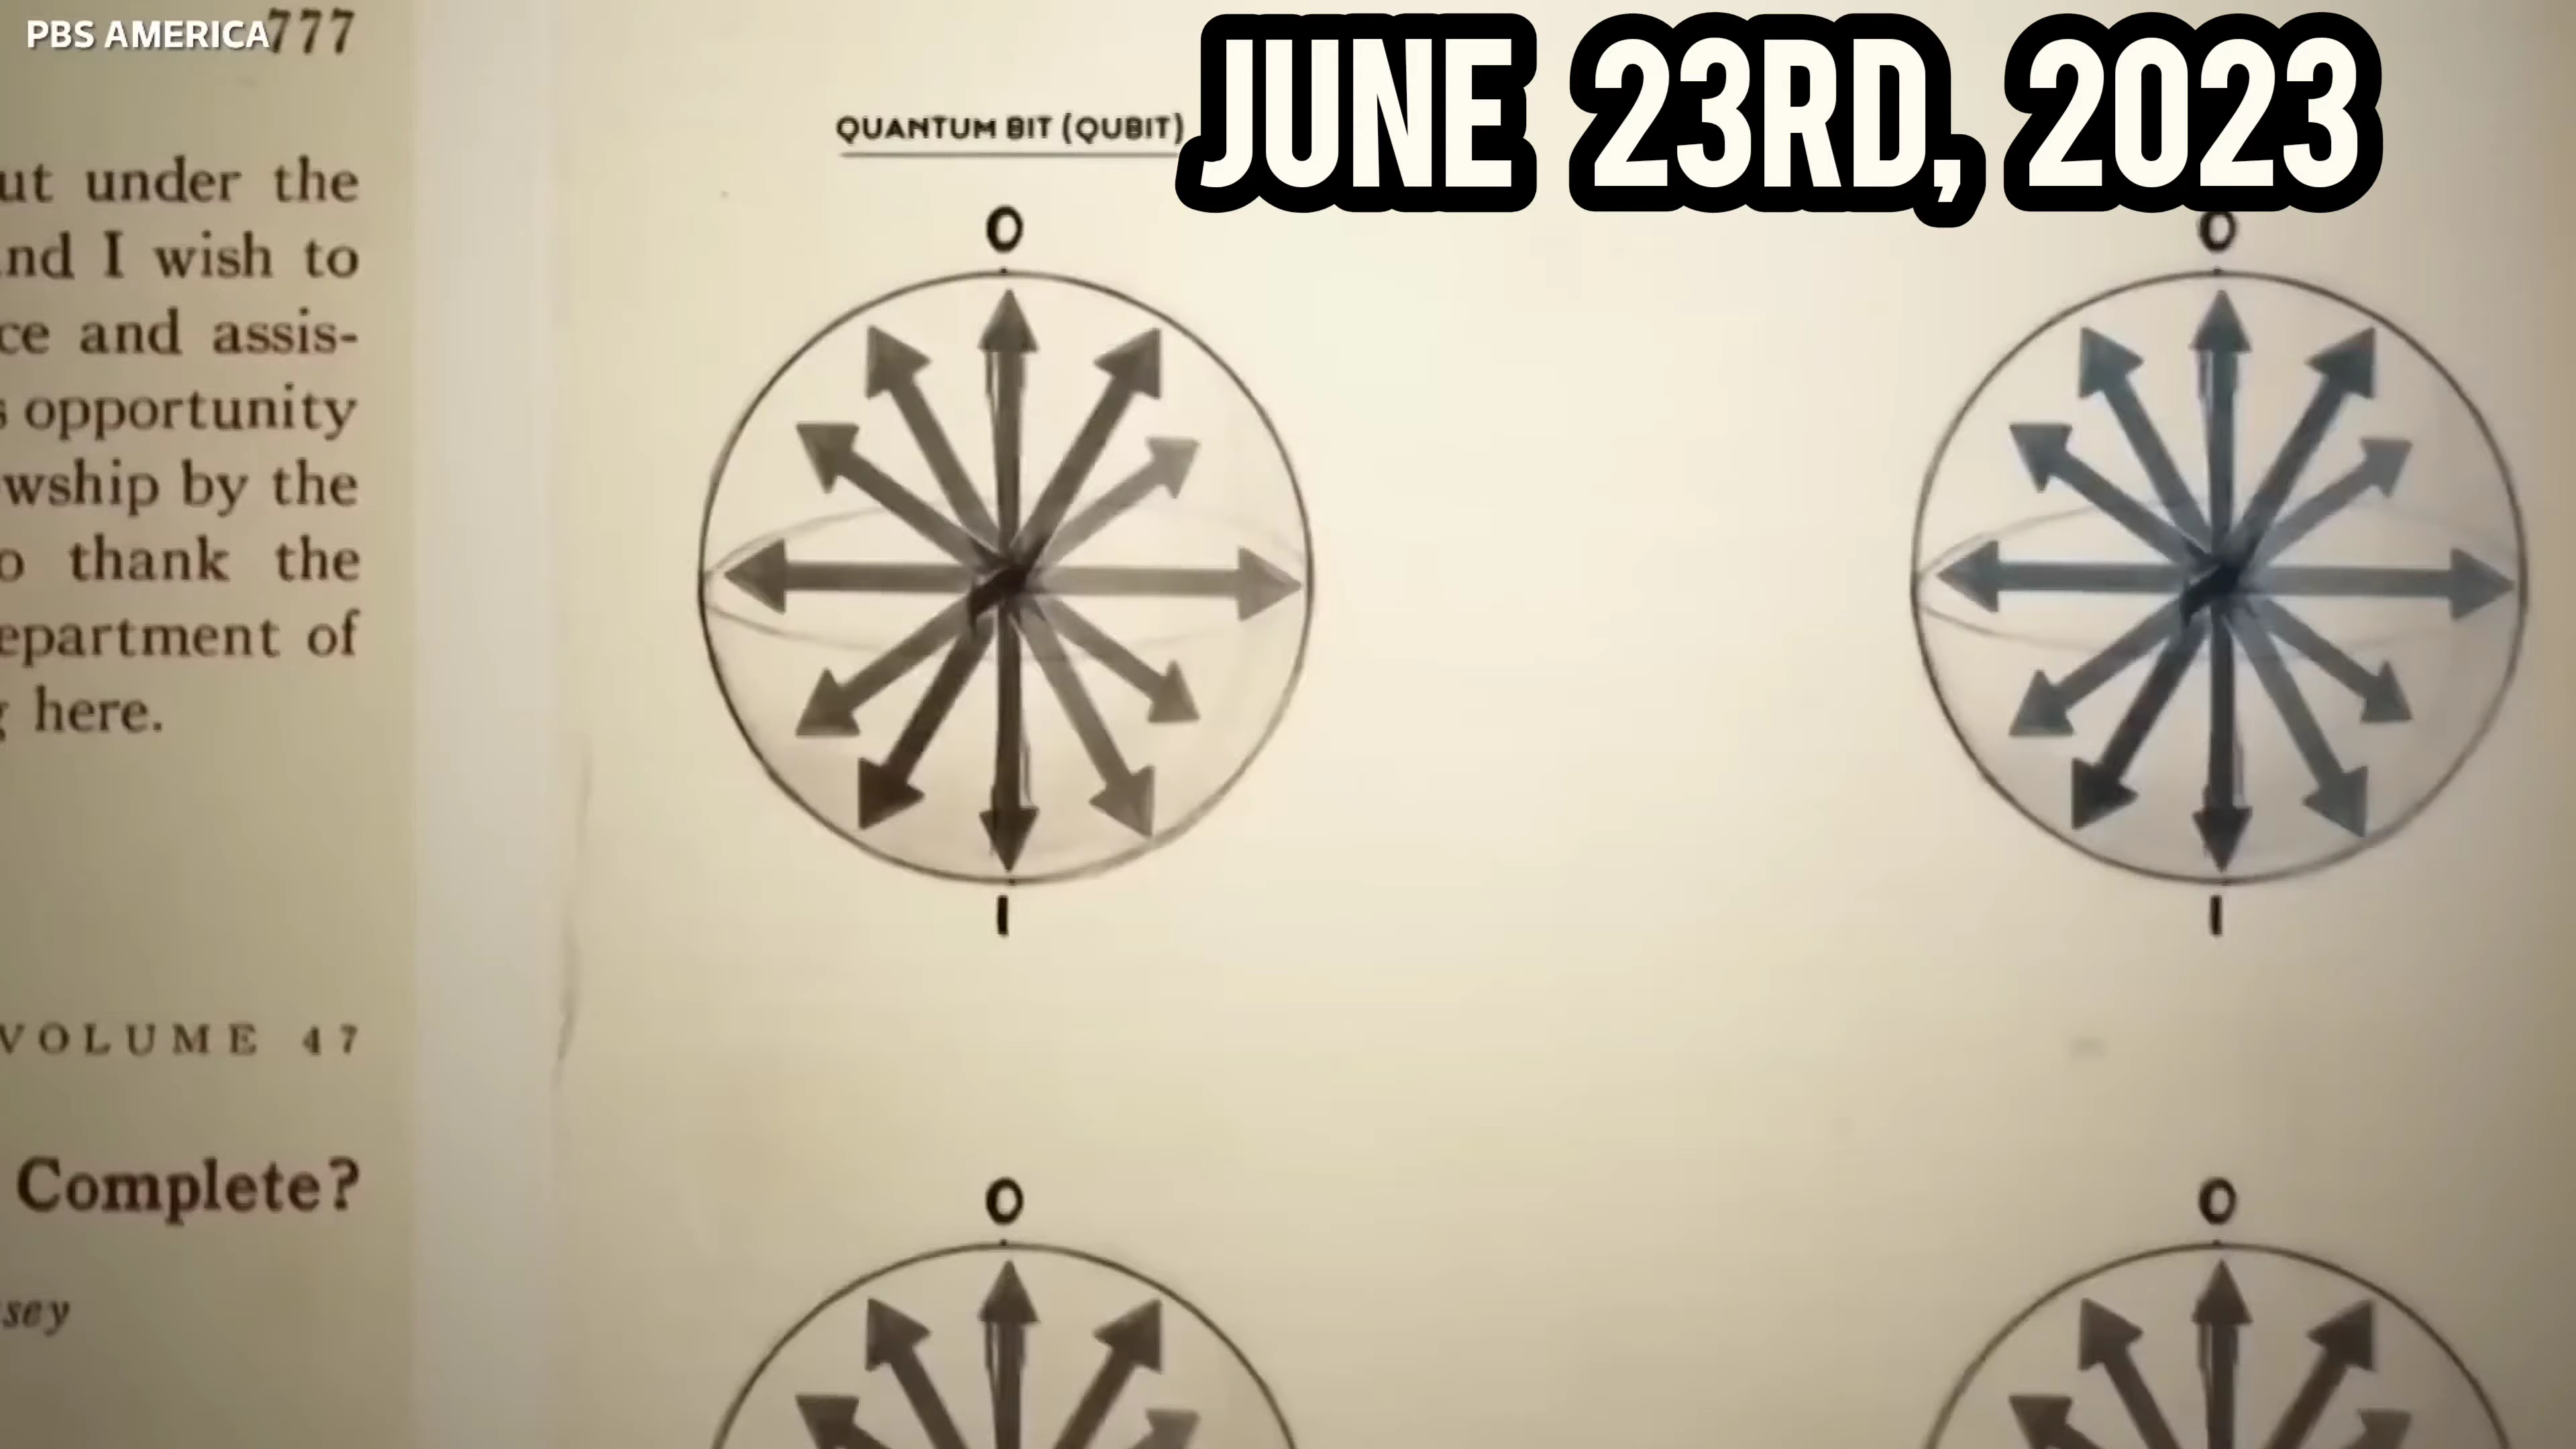 PBS AMERICA
777
JUNE 23RD, 2023
QUANTUM BIT (QUBIT)
ut under the
nd I wish to
ce and assis-
s opportunity
wship by the
o thank the
epartment of
g here.
0
0
1
1
VOLUME 47
Complete?
sey
0
0